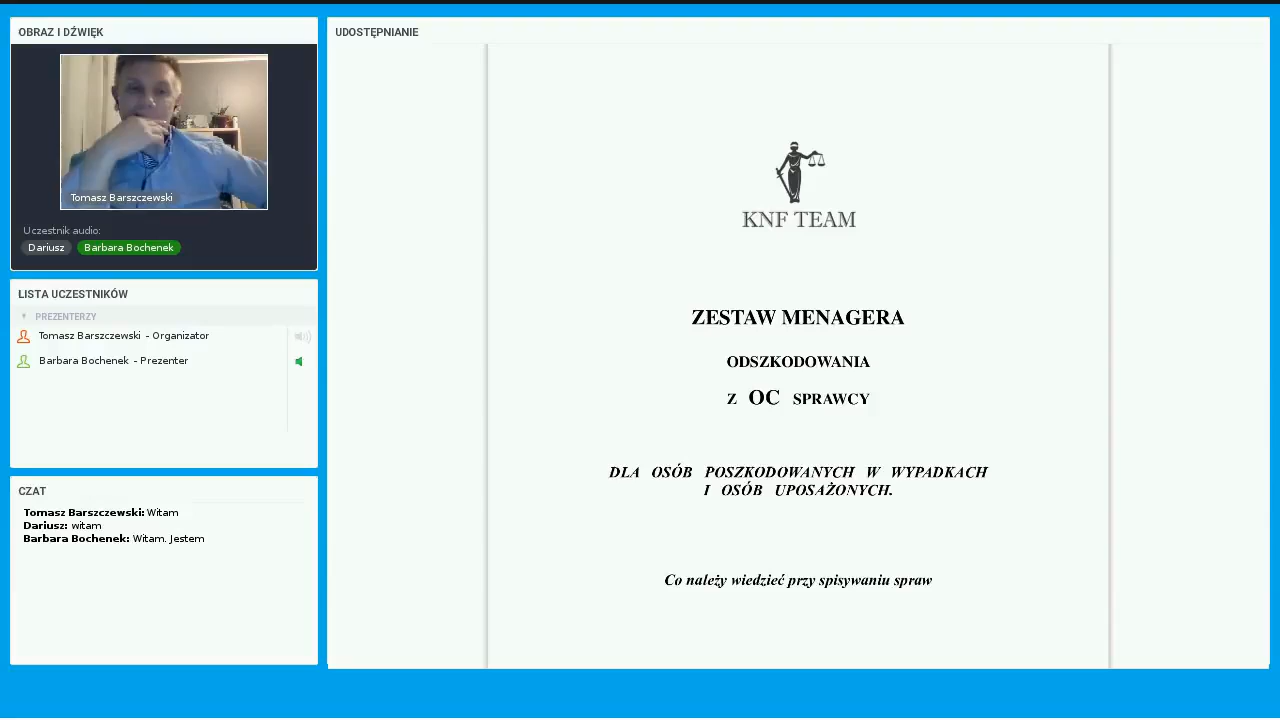 OBRAZ I DŹWIĘK
Tomasz Barszczewski
Uczestnik audio:
Dariusz Barbara Bochenek
LISTA UCZESTNIKÓW
PREZENTERZY
Tomasz Barszczewski - Organizator
Barbara Bochenek - Prezenter
CZAT
Tomasz Barszczewski: Witam
Dariusz: witam
Barbara Bochenek: Witam. Jestem
UDOSTĘPNIANIE
KNF TEAM
ZESTAW MENAGERA
ODSZKODOWANIA
Z OC SPRAWCY
DLA OSÓB POSZKODOWANYCH W WYPADKACH
I OSÓB UPOSAŻONYCH.
Co należy wiedzieć przy spisywaniu spraw